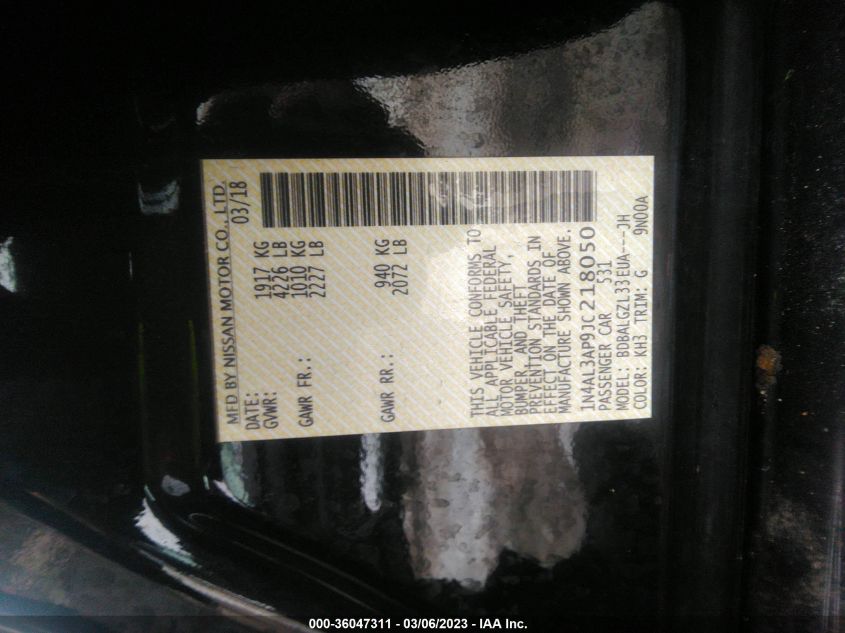 MFD BY NISSAN MOTOR CO., LTD.
DATE: 03/18
GVWR: 1917 KG
4226 LB
GAWR FR.: 1010 KG
2227 LB
GAWR RR.: 940 KG
2072 LB
THIS VEHICLE CONFORMS TO
ALL APPLICABLE FEDERAL
MOTOR VEHICLE SAFETY,
BUMPER, AND THEFT
PREVENTION STANDARDS IN
EFFECT ON THE DATE OF
MANUFACTURE SHOWN ABOVE.
1N4AL3AP9JC218050
PASSENGER CAR 531
MODEL: BDBALGZL33EUA---JH
COLOR: KH3 TRIM: G 9N00A
000-36047311 - 03/06/2023 - IAA Inc.